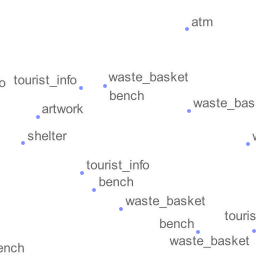 atm
o tourist_info waste_basket
bench
artwork waste_bas
shelter
tourist_info
bench
waste_basket
touris
bench
waste_basket
ench